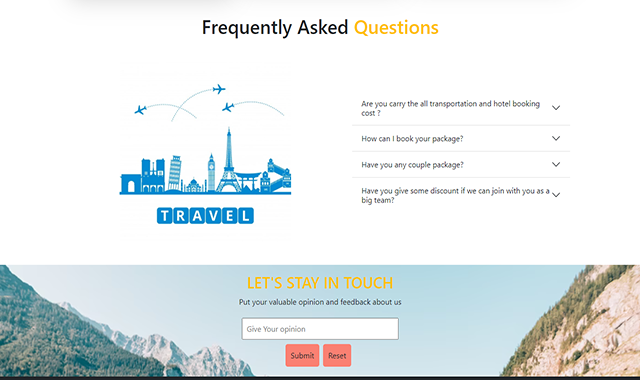 Frequently Asked Questions
Are you carry the all transportation and hotel booking
cost ?
How can I book your package?
Have you any couple package?
Have you give some discount if we can join with you as a
big team?
TRAVEL
LET'S STAY IN TOUCH
Put your valuable opinion and feedback about us
Give Your opinion
Submit Reset